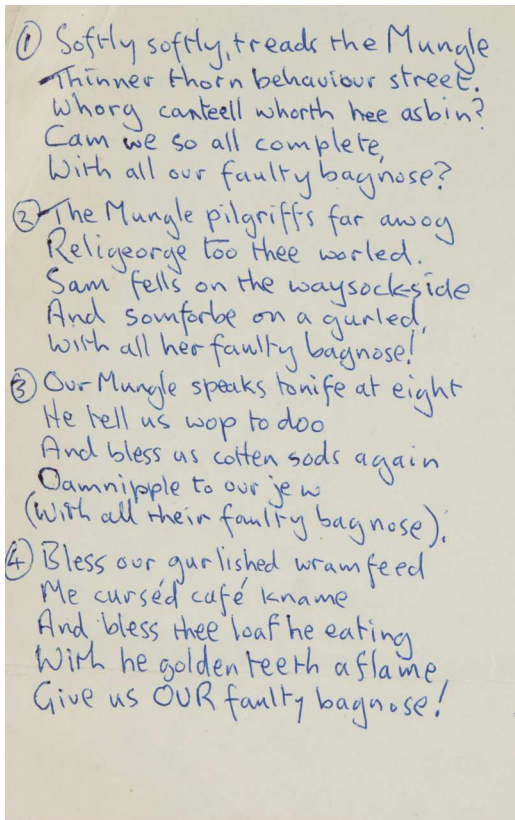 ① Softly softly, treads the Mungle
Thinner thorn behaviour street.
Whorg canteell whorth hee asbin?
Cam we so all complete,
With all our faulty bagnose?
② The Mungle pilgriffs far awog
Religeorge too thee worled.
Sam fells on the waysockside
And somforbe on a gurled,
With all her faulty bagnose!
③ Our Mungle speaks tonife at eight
He tell us wop to doo
And bless us cotten sods again
Oamnipple to our jew
(With all their faulty bagnose).
④ Bless our gurlished wramfeed
Me curséd café kname
And bless thee loaf he eating
With he golden teeth aflame
Give us OUR faulty bagnose!